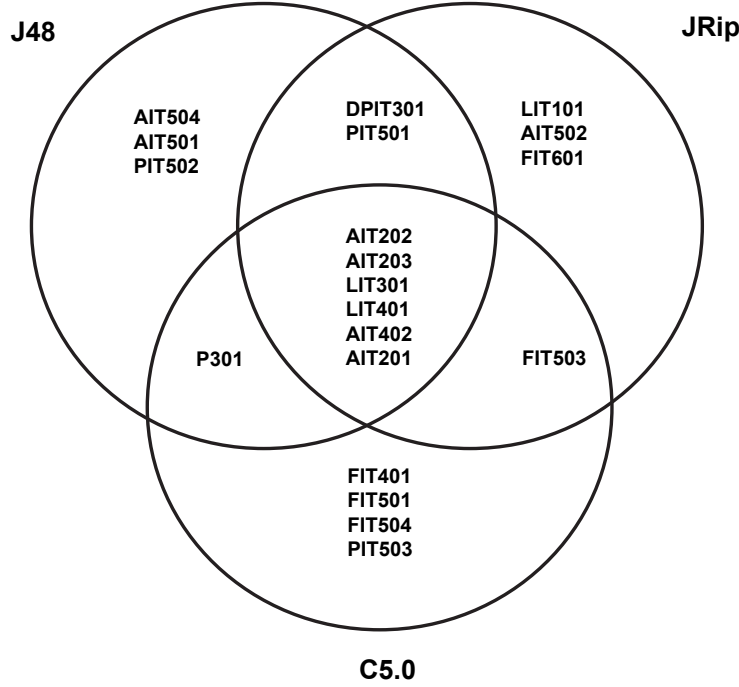 J48
JRip
AIT504
AIT501
PIT502
DPIT301
PIT501
LIT101
AIT502
FIT601
AIT202
AIT203
LIT301
LIT401
AIT402
AIT201
P301
FIT503
FIT401
FIT501
FIT504
PIT503
C5.0